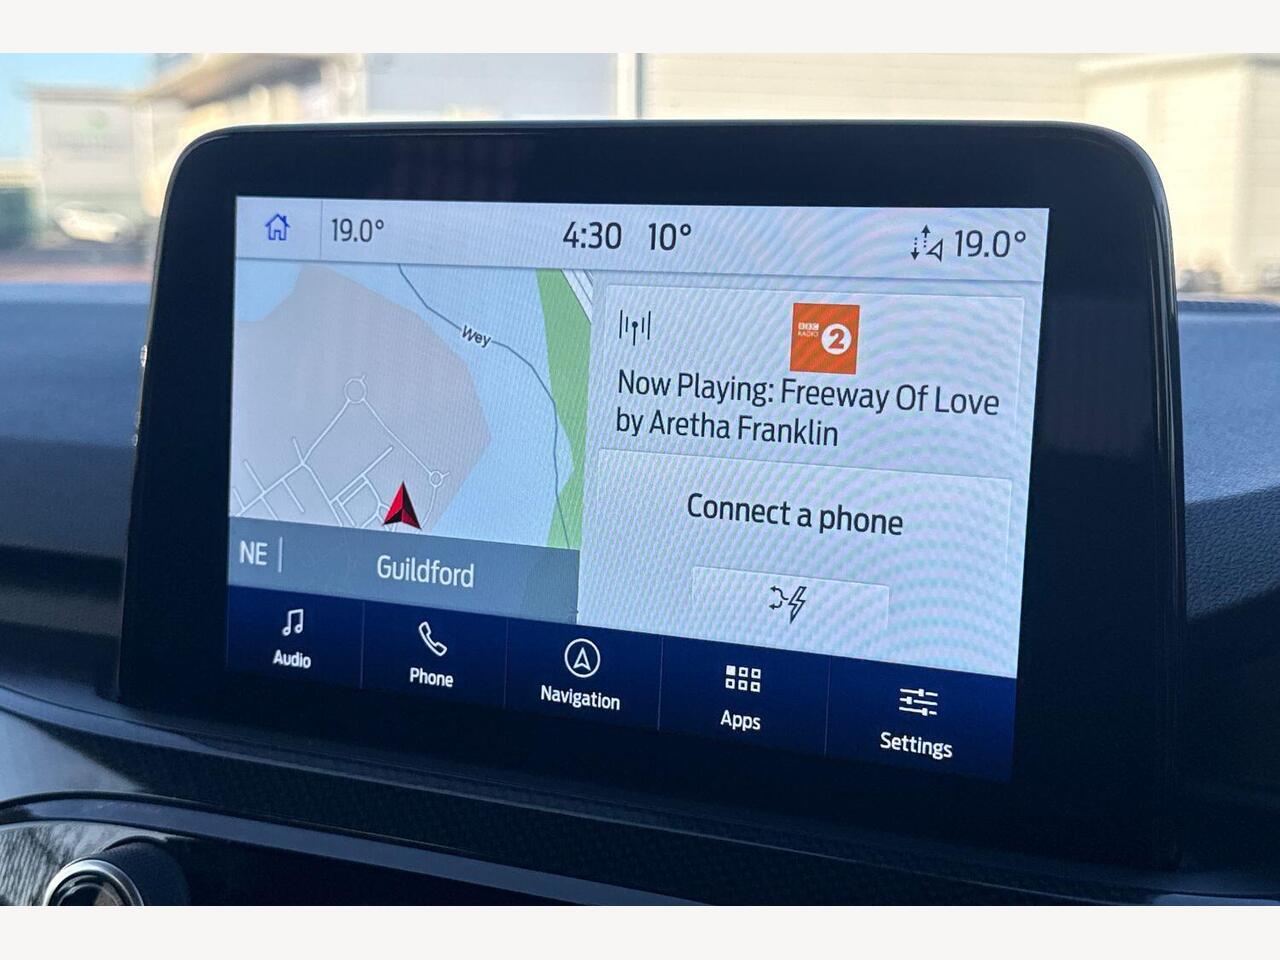 19.0°
4:30 10°
19.0°
Wey
BBC
RADIO
2
Now Playing: Freeway Of Love
by Aretha Franklin
Connect a phone
NE
Guildford
Audio
Phone
Navigation
Apps
Settings